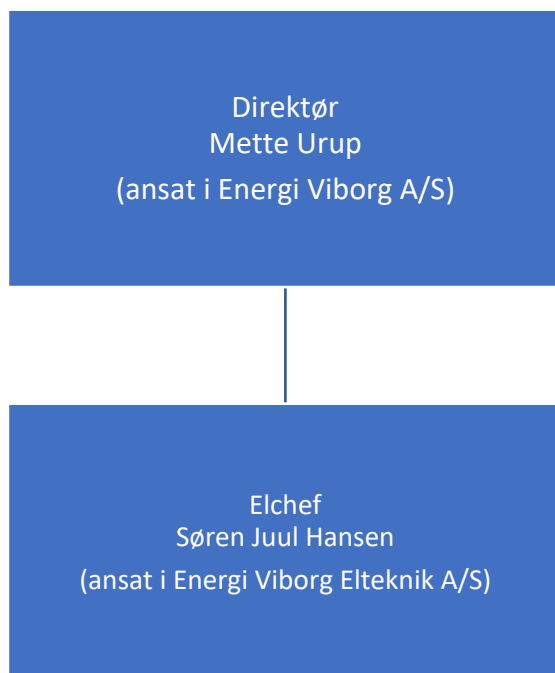 Direktør
Mette Urup
(ansat i Energi Viborg A/S)
Elchef
Søren Juul Hansen
(ansat i Energi Viborg Elteknik A/S)